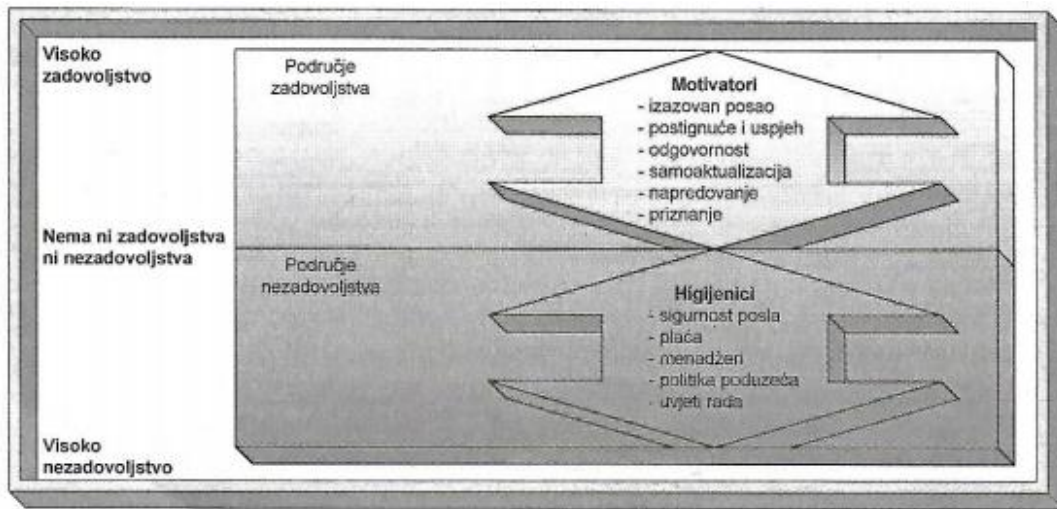 Visoko
zadovoljstvo
Područje
zadovoljstva
Motivatori
- izazovan posao
- postignuće i uspjeh
- odgovornost
- samoaktualizacija
- napredovanje
- priznanje
Nema ni zadovoljstva
ni nezadovoljstva
Područje
nezadovoljstva
Higijenici
- sigurnost posla
- plaća
- menadžeri
- politika poduzeća
- uvjeti rada
Visoko
nezadovoljstvo